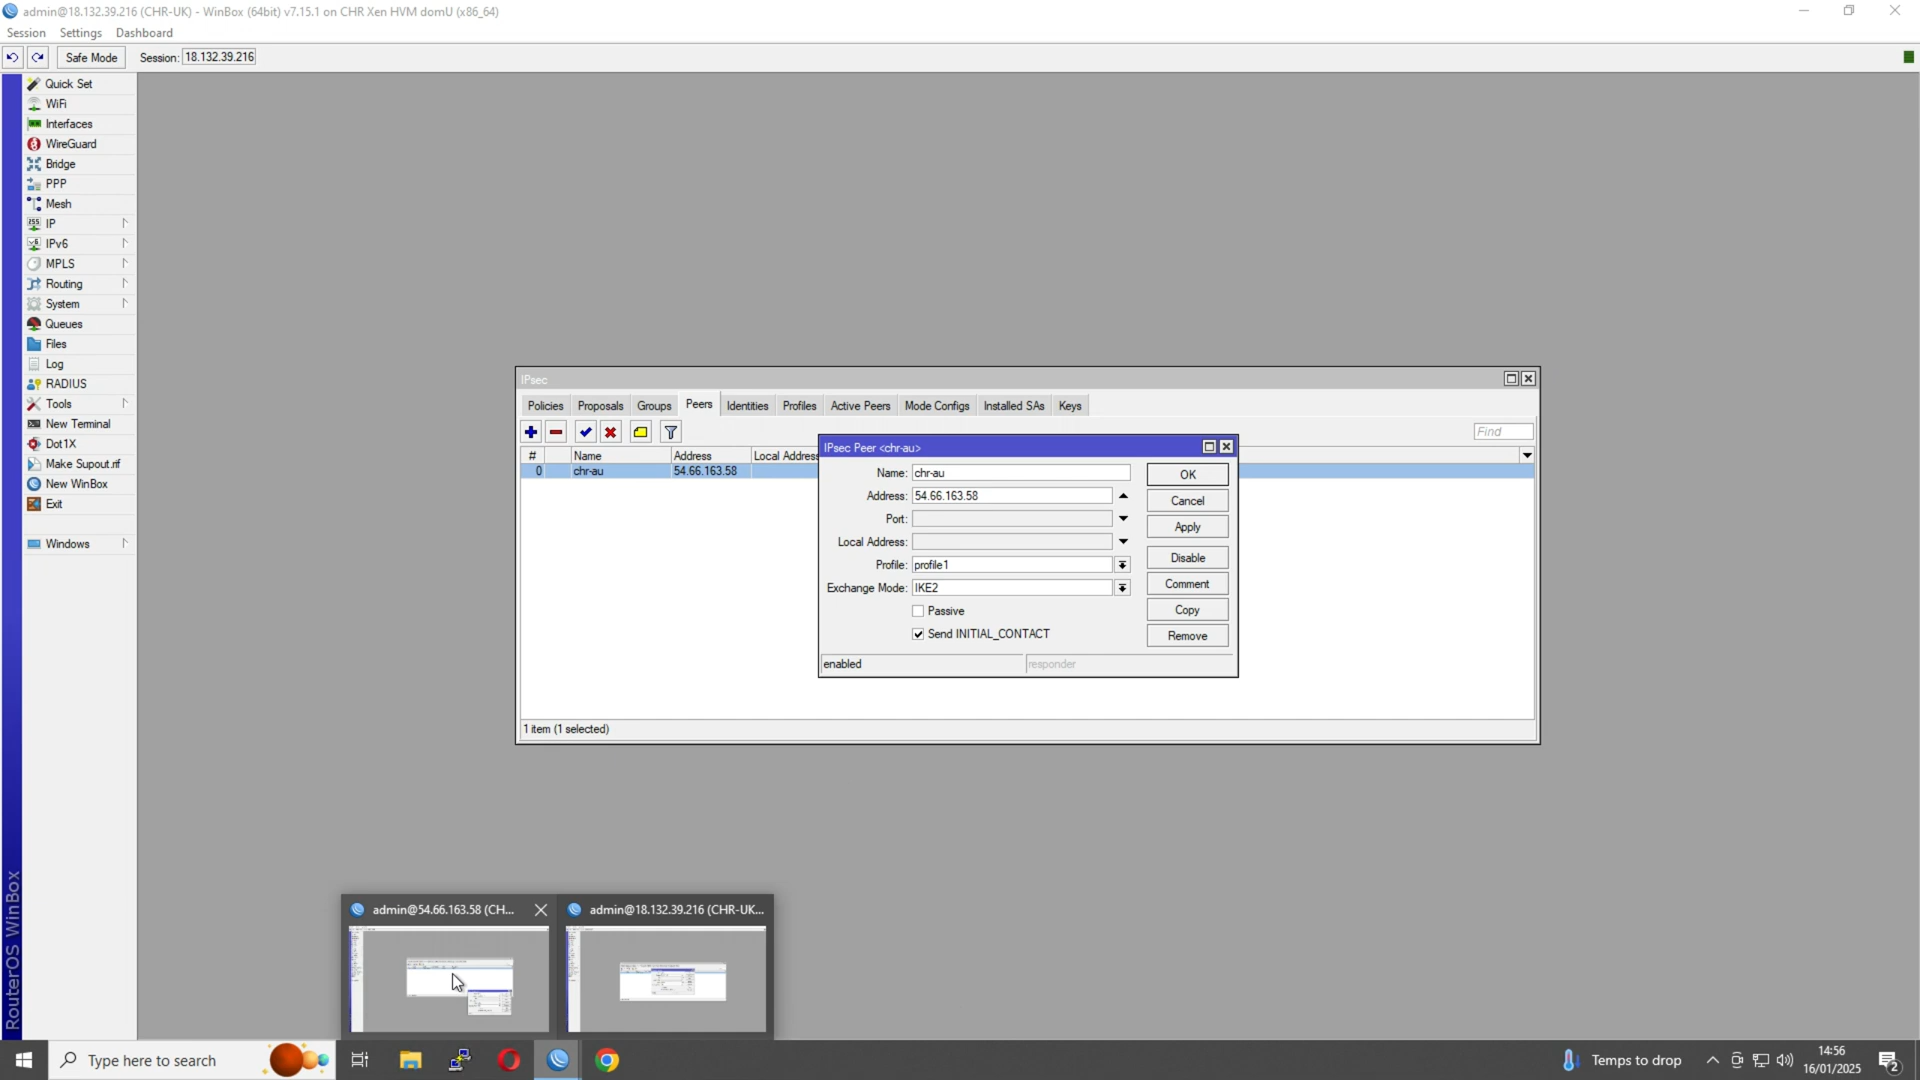 admin@18.132.39.216 (CHR-UK) - WinBox (64bit) v7.15.1 on CHR Xen HVM domU (x86_64)
Session Settings Dashboard
Safe Mode Session: 18.132.39.216
Quick Set
WiFi
Interfaces
WireGuard
Bridge
PPP
Mesh
IP
IPv6
MPLS
Routing
System
Queues
Files
Log
RADIUS
Tools
New Terminal
Dot1X
Make Supout.rif
New WinBox
Exit
Windows
RouterOS WinBox
IPsec
Policies Proposals Groups Peers Identities Profiles Active Peers Mode Configs Installed SAs Keys
Find
# Name Address Local Address
0 chr-au 54.66.163.58
1 item (1 selected)
IPsec Peer <chr-au>
Name: chr-au
Address: 54.66.163.58
Port:
Local Address:
Profile: profile1
Exchange Mode: IKE2
Passive
Send INITIAL_CONTACT
OK
Cancel
Apply
Disable
Comment
Copy
Remove
enabled responder
admin@54.66.163.58 (CH... admin@18.132.39.216 (CHR-UK...
Type here to search
Temps to drop
14:56
16/01/2025
2